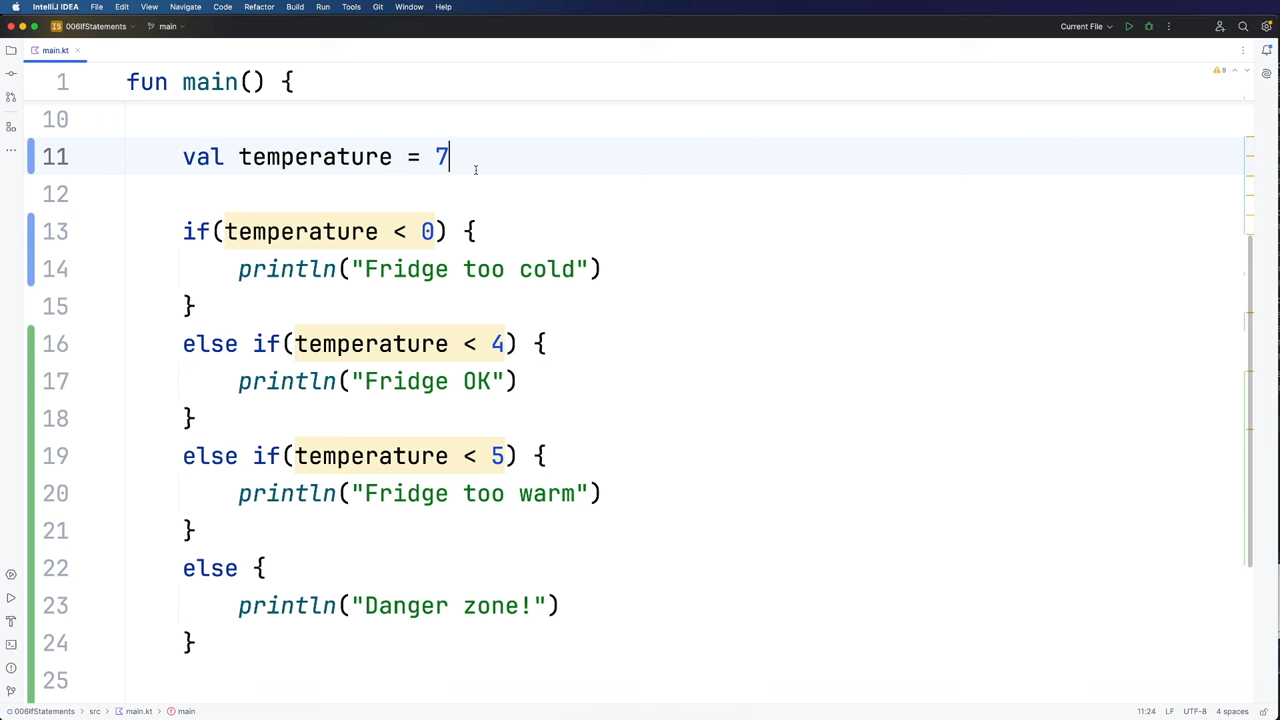 IntelliJ IDEA File Edit View Navigate Code Refactor Build Run Tools Git Window Help
IS 006IfStatements main Current File
main.kt
1 fun main() {
9
10
11 val temperature = 7
12
13 if(temperature < 0) {
14 println("Fridge too cold")
15 }
16 else if(temperature < 4) {
17 println("Fridge OK")
18 }
19 else if(temperature < 5) {
20 println("Fridge too warm")
21 }
22 else {
23 println("Danger zone!")
24 }
25
006IfStatements > src > main.kt > main 11:24 LF UTF-8 4 spaces